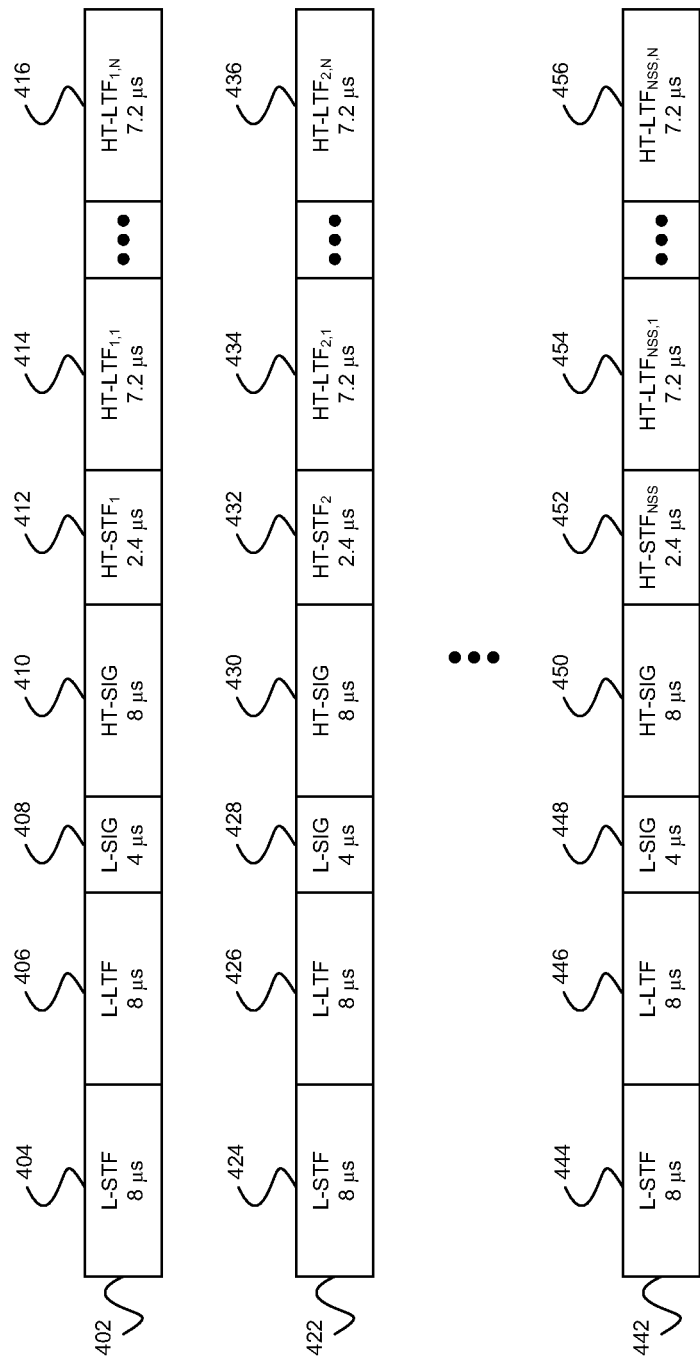 404 406 408 410 412 414 416
402
L-STF
8 µs
L-LTF
8 µs
L-SIG
4 µs
HT-SIG
8 µs
HT-STF1
2.4 µs
HT-LTF1,1
7.2 µs
HT-LTF1,N
7.2 µs
424 426 428 430 432 434 436
422
L-STF
8 µs
L-LTF
8 µs
L-SIG
4 µs
HT-SIG
8 µs
HT-STF2
2.4 µs
HT-LTF2,1
7.2 µs
HT-LTF2,N
7.2 µs
444 446 448 450 452 454 456
442
L-STF
8 µs
L-LTF
8 µs
L-SIG
4 µs
HT-SIG
8 µs
HT-STFNSS
2.4 µs
HT-LTFNSS,1
7.2 µs
HT-LTFNSS,N
7.2 µs